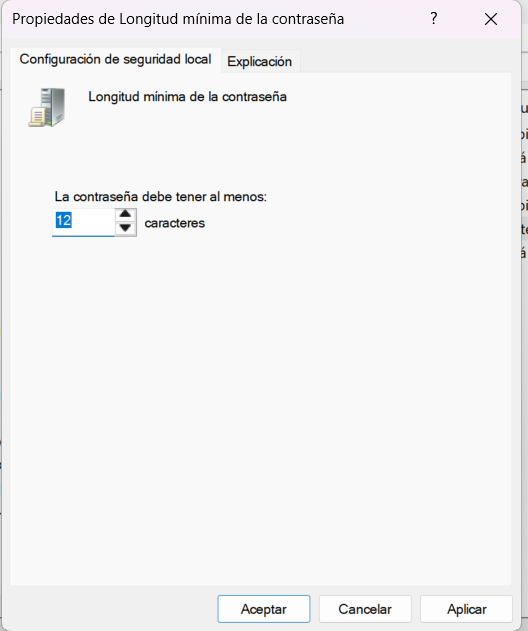 Propiedades de Longitud mínima de la contraseña ? ×
Configuración de seguridad local Explicación
Longitud mínima de la contraseña
La contraseña debe tener al menos:
12 caracteres
Aceptar Cancelar Aplicar